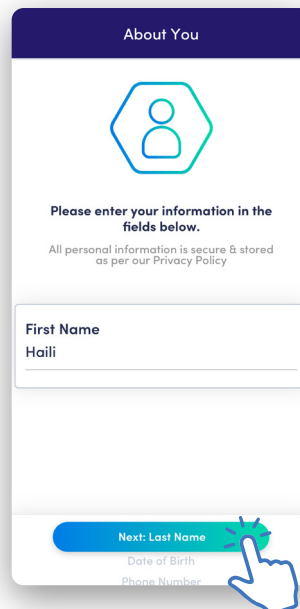 About You
Please enter your information in the
fields below.
All personal information is secure & stored
as per our Privacy Policy
First Name
Haili
Next: Last Name
Date of Birth
Phone Number